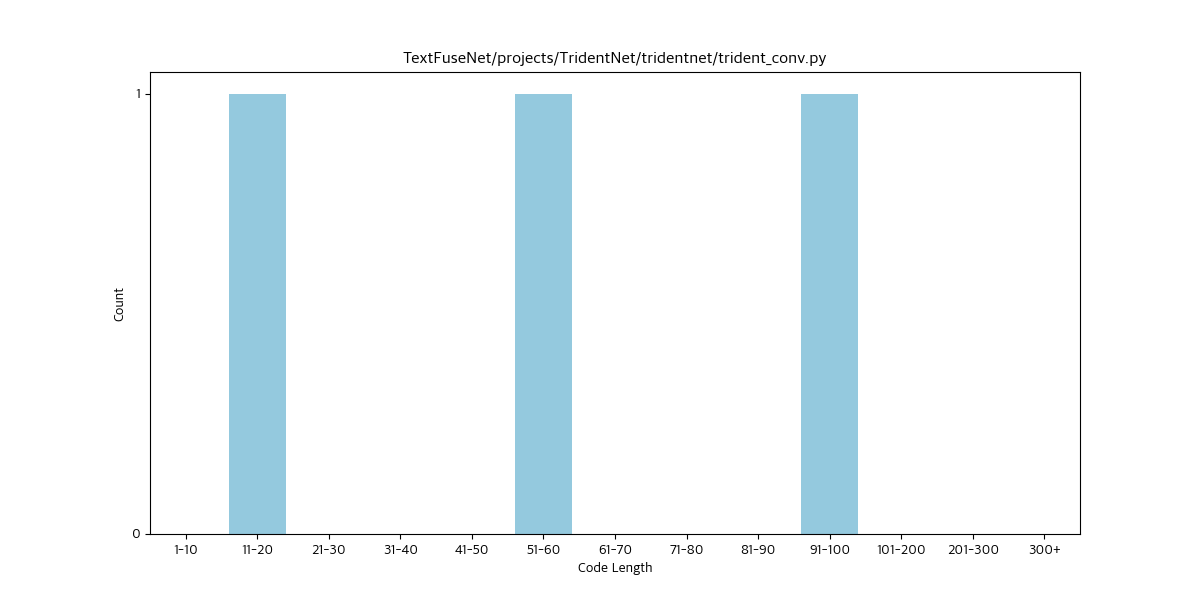 TextFuseNet/projects/TridentNet/tridentnet/trident_conv.py
1
Count
0
1-10 11-20 21-30 31-40 41-50 51-60 61-70 71-80 81-90 91-100 101-200 201-300 300+
Code Length